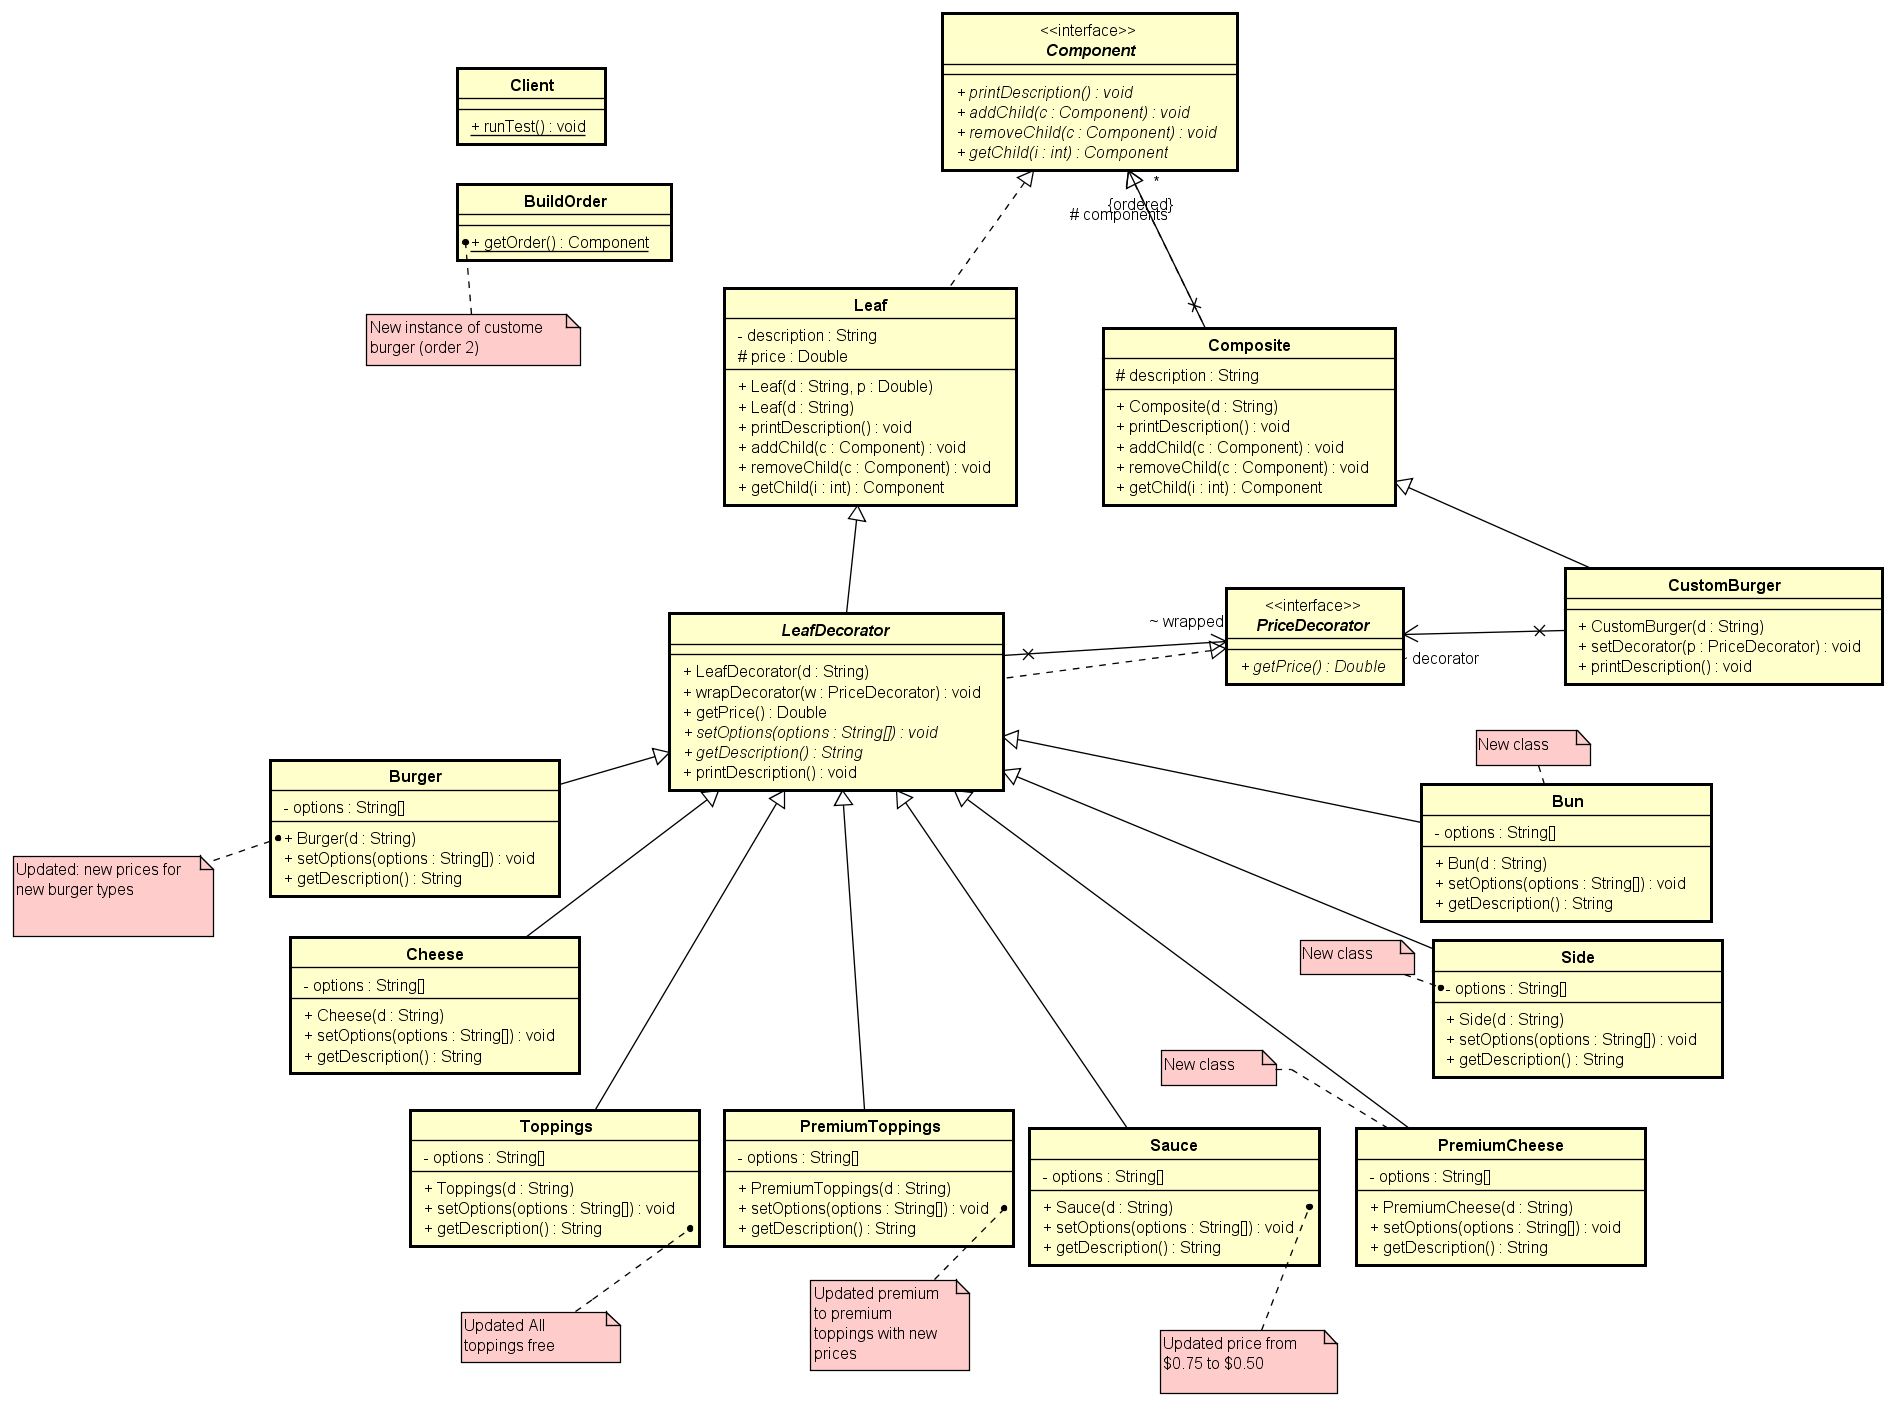 <<interface>>
Component
+ printDescription() : void
+ addChild(c : Component) : void
+ removeChild(c : Component) : void
+ getChild(i : int) : Component
Client
+ runTest() : void
BuildOrder
+ getOrder() : Component
New instance of custome
burger (order 2)
*
{ordered}
# components
Leaf
- description : String
# price : Double
+ Leaf(d : String, p : Double)
+ Leaf(d : String)
+ printDescription() : void
+ addChild(c : Component) : void
+ removeChild(c : Component) : void
+ getChild(i : int) : Component
Composite
# description : String
+ Composite(d : String)
+ printDescription() : void
+ addChild(c : Component) : void
+ removeChild(c : Component) : void
+ getChild(i : int) : Component
LeafDecorator
+ LeafDecorator(d : String)
+ wrapDecorator(w : PriceDecorator) : void
+ getPrice() : Double
+ setOptions(options : String[]) : void
+ getDescription() : String
+ printDescription() : void
~ wrapped
<<interface>>
PriceDecorator
+ getPrice() : Double
- decorator
CustomBurger
+ CustomBurger(d : String)
+ setDecorator(p : PriceDecorator) : void
+ printDescription() : void
Burger
- options : String[]
+ Burger(d : String)
+ setOptions(options : String[]) : void
+ getDescription() : String
Updated: new prices for
new burger types
New class
Bun
- options : String[]
+ Bun(d : String)
+ setOptions(options : String[]) : void
+ getDescription() : String
Cheese
- options : String[]
+ Cheese(d : String)
+ setOptions(options : String[]) : void
+ getDescription() : String
New class
Side
- options : String[]
+ Side(d : String)
+ setOptions(options : String[]) : void
+ getDescription() : String
New class
Toppings
- options : String[]
+ Toppings(d : String)
+ setOptions(options : String[]) : void
+ getDescription() : String
PremiumToppings
- options : String[]
+ PremiumToppings(d : String)
+ setOptions(options : String[]) : void
+ getDescription() : String
Sauce
- options : String[]
+ Sauce(d : String)
+ setOptions(options : String[]) : void
+ getDescription() : String
PremiumCheese
- options : String[]
+ PremiumCheese(d : String)
+ setOptions(options : String[]) : void
+ getDescription() : String
Updated All
toppings free
Updated premium
to premium
toppings with new
prices
Updated price from
$0.75 to $0.50